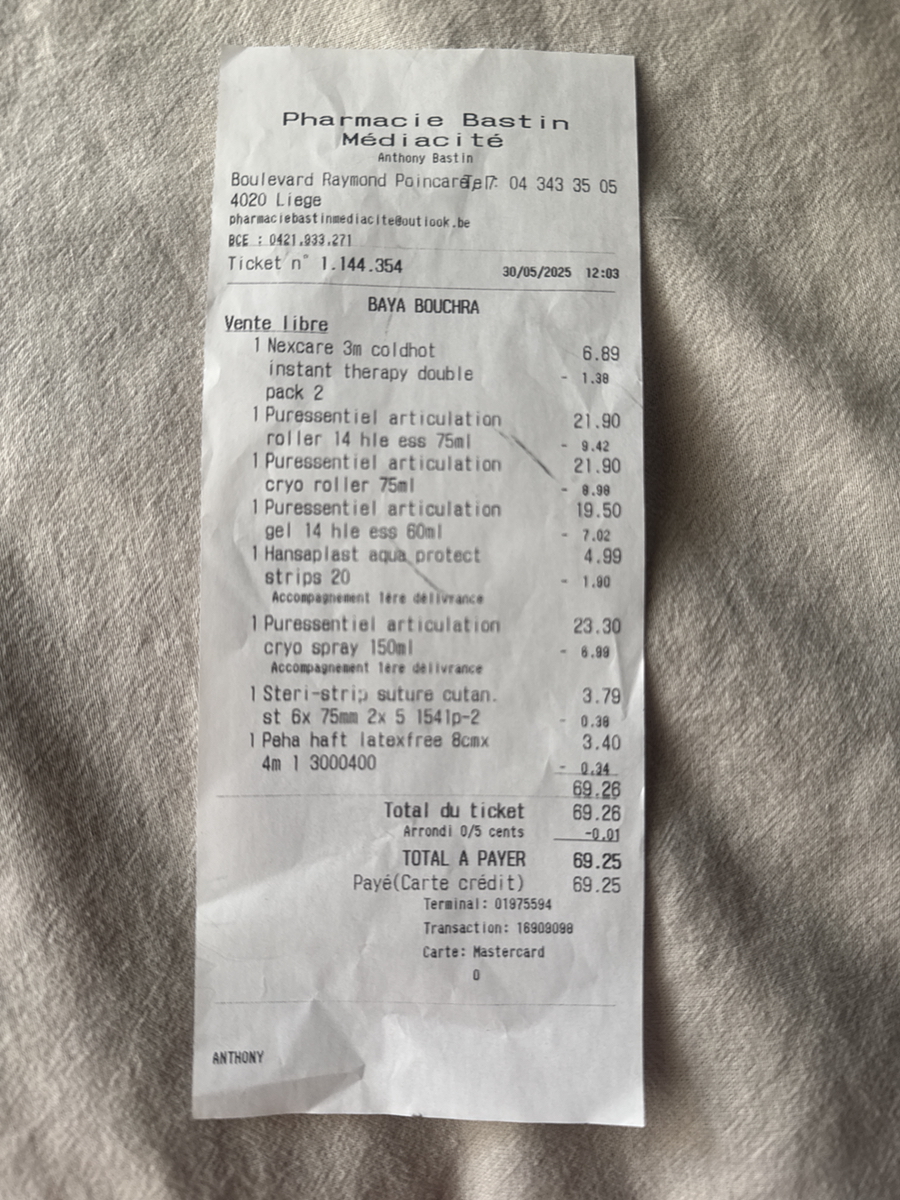 Pharmacie Bastin
Médiacité
Anthony Bastin
Boulevard Raymond Poincaré 04 343 35 05
4020 Liege
pharmaciebastinmediacite@outlook.be
BCE : 0421.933.271
Ticket n° 1.144.354 30/05/2025 12:03
BAYA BOUCHRA
Vente libre
1 Nexcare 3m coldhot 6.89
instant therapy double - 1.38
pack 2
1 Puressentiel articulation 21.90
roller 14 hle ess 75ml - 9.42
1 Puressentiel articulation 21.90
cryo roller 75ml - 8.98
1 Puressentiel articulation 19.50
gel 14 hle ess 60ml - 7.02
1 Hansaplast aqua protect 4.99
strips 20 - 1.90
Accompagnement 1ère délivrance
1 Puressentiel articulation 23.30
cryo spray 150ml - 6.99
Accompagnement 1ère délivrance
1 Steri-strip suture cutan. 3.79
st 6x 75mm 2x 5 1541p-2 - 0.38
1 Peha haft latexfree 8cmx 3.40
4m 1 3000400 - 0.34
69.26
Total du ticket 69.26
Arrondi 0/5 cents -0.01
TOTAL A PAYER 69.25
Payé(Carte crédit) 69.25
Terminal: 01975594
Transaction: 16909098
Carte: Mastercard
0
ANTHONY